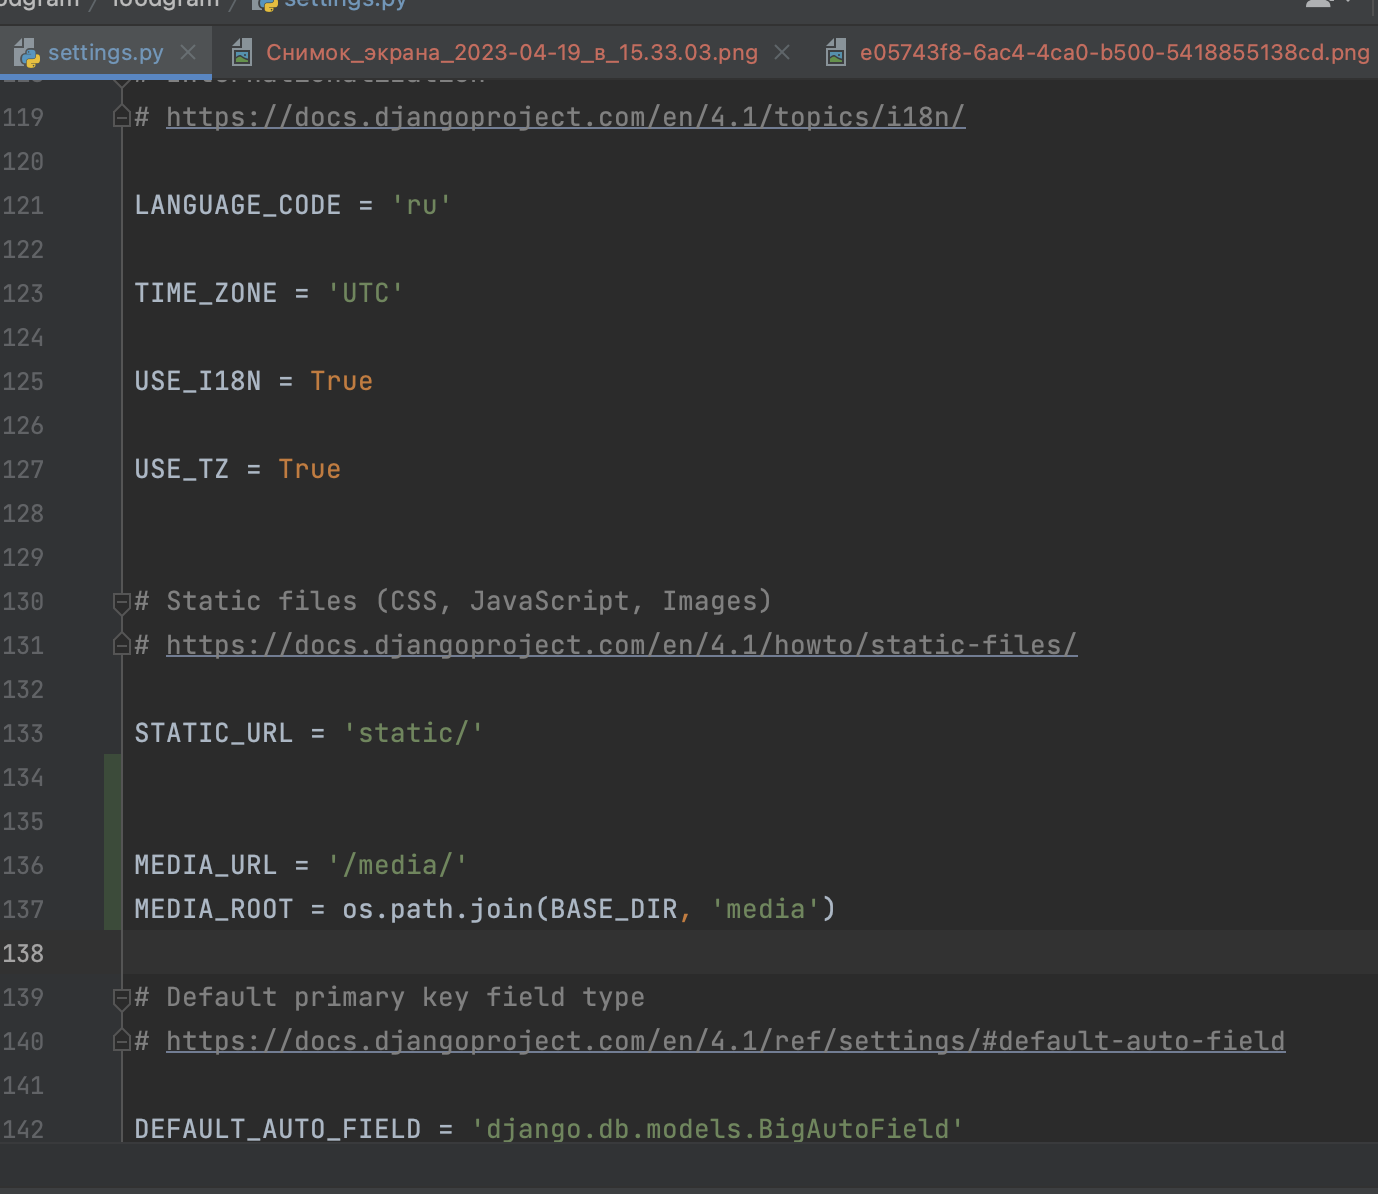 foodgram / settings.py
settings.py Снимок_экрана_2023-04-19_в_15.33.03.png e05743f8-6ac4-4ca0-b500-5418855138cd.png
119 # https://docs.djangoproject.com/en/4.1/topics/i18n/
120
121 LANGUAGE_CODE = 'ru'
122
123 TIME_ZONE = 'UTC'
124
125 USE_I18N = True
126
127 USE_TZ = True
128
129
130 # Static files (CSS, JavaScript, Images)
131 # https://docs.djangoproject.com/en/4.1/howto/static-files/
132
133 STATIC_URL = 'static/'
134
135
136 MEDIA_URL = '/media/'
137 MEDIA_ROOT = os.path.join(BASE_DIR, 'media')
138
139 # Default primary key field type
140 # https://docs.djangoproject.com/en/4.1/ref/settings/#default-auto-field
141
142 DEFAULT_AUTO_FIELD = 'django.db.models.BigAutoField'